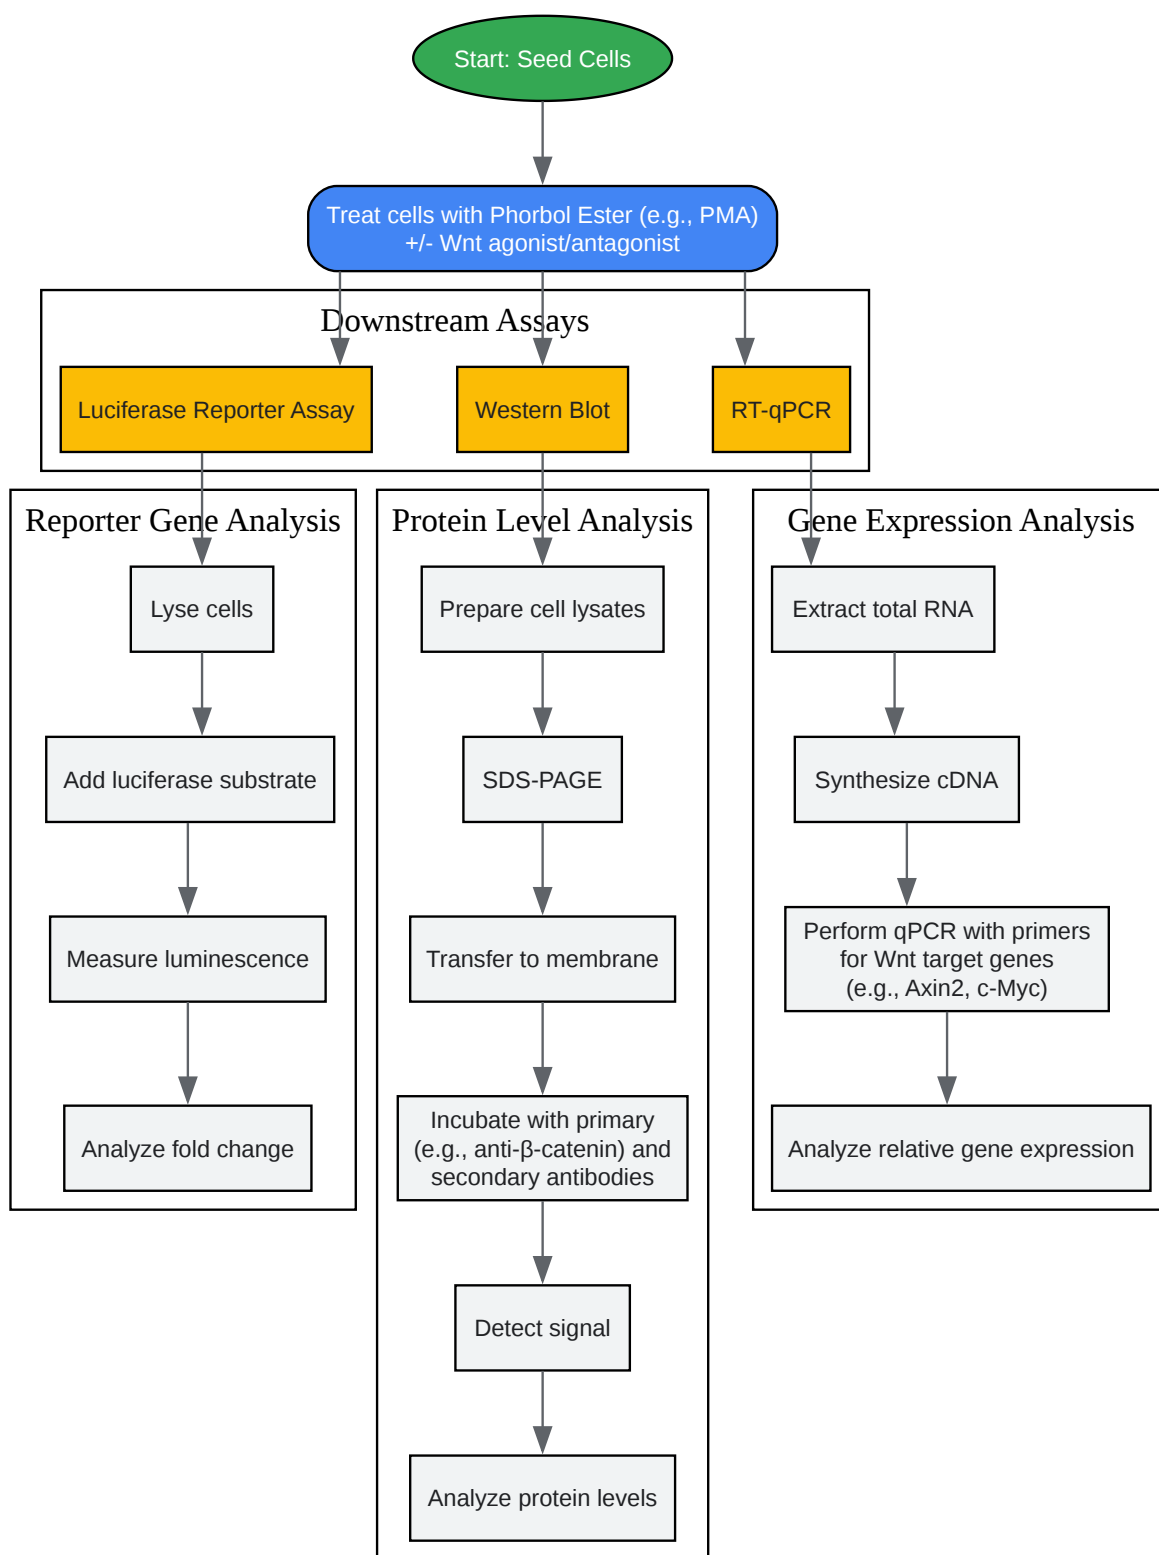 Start: Seed Cells
Treat cells with Phorbol Ester (e.g., PMA)
+/- Wnt agonist/antagonist
Downstream Assays
Luciferase Reporter Assay
Western Blot
RT-qPCR
Reporter Gene Analysis
Lyse cells
Add luciferase substrate
Measure luminescence
Analyze fold change
Protein Level Analysis
Prepare cell lysates
SDS-PAGE
Transfer to membrane
Incubate with primary
(e.g., anti-β-catenin) and
secondary antibodies
Detect signal
Analyze protein levels
Gene Expression Analysis
Extract total RNA
Synthesize cDNA
Perform qPCR with primers
for Wnt target genes
(e.g., Axin2, c-Myc)
Analyze relative gene expression